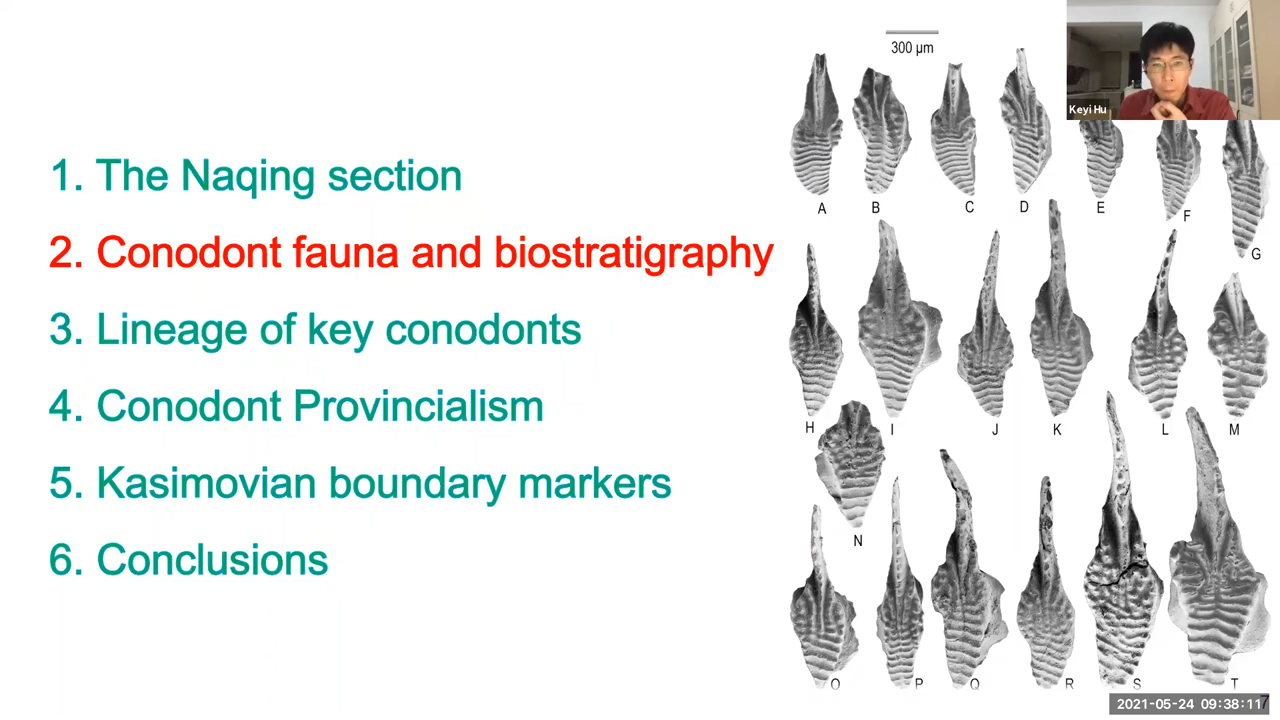 1. The Naqing section
2. Conodont fauna and biostratigraphy
3. Lineage of key conodonts
4. Conodont Provincialism
5. Kasimovian boundary markers
6. Conclusions
300 µm
Keyi Hu
A B C D E F G
H I J K L M
N
O P Q R S T
2021-05-24 09:38:11
7